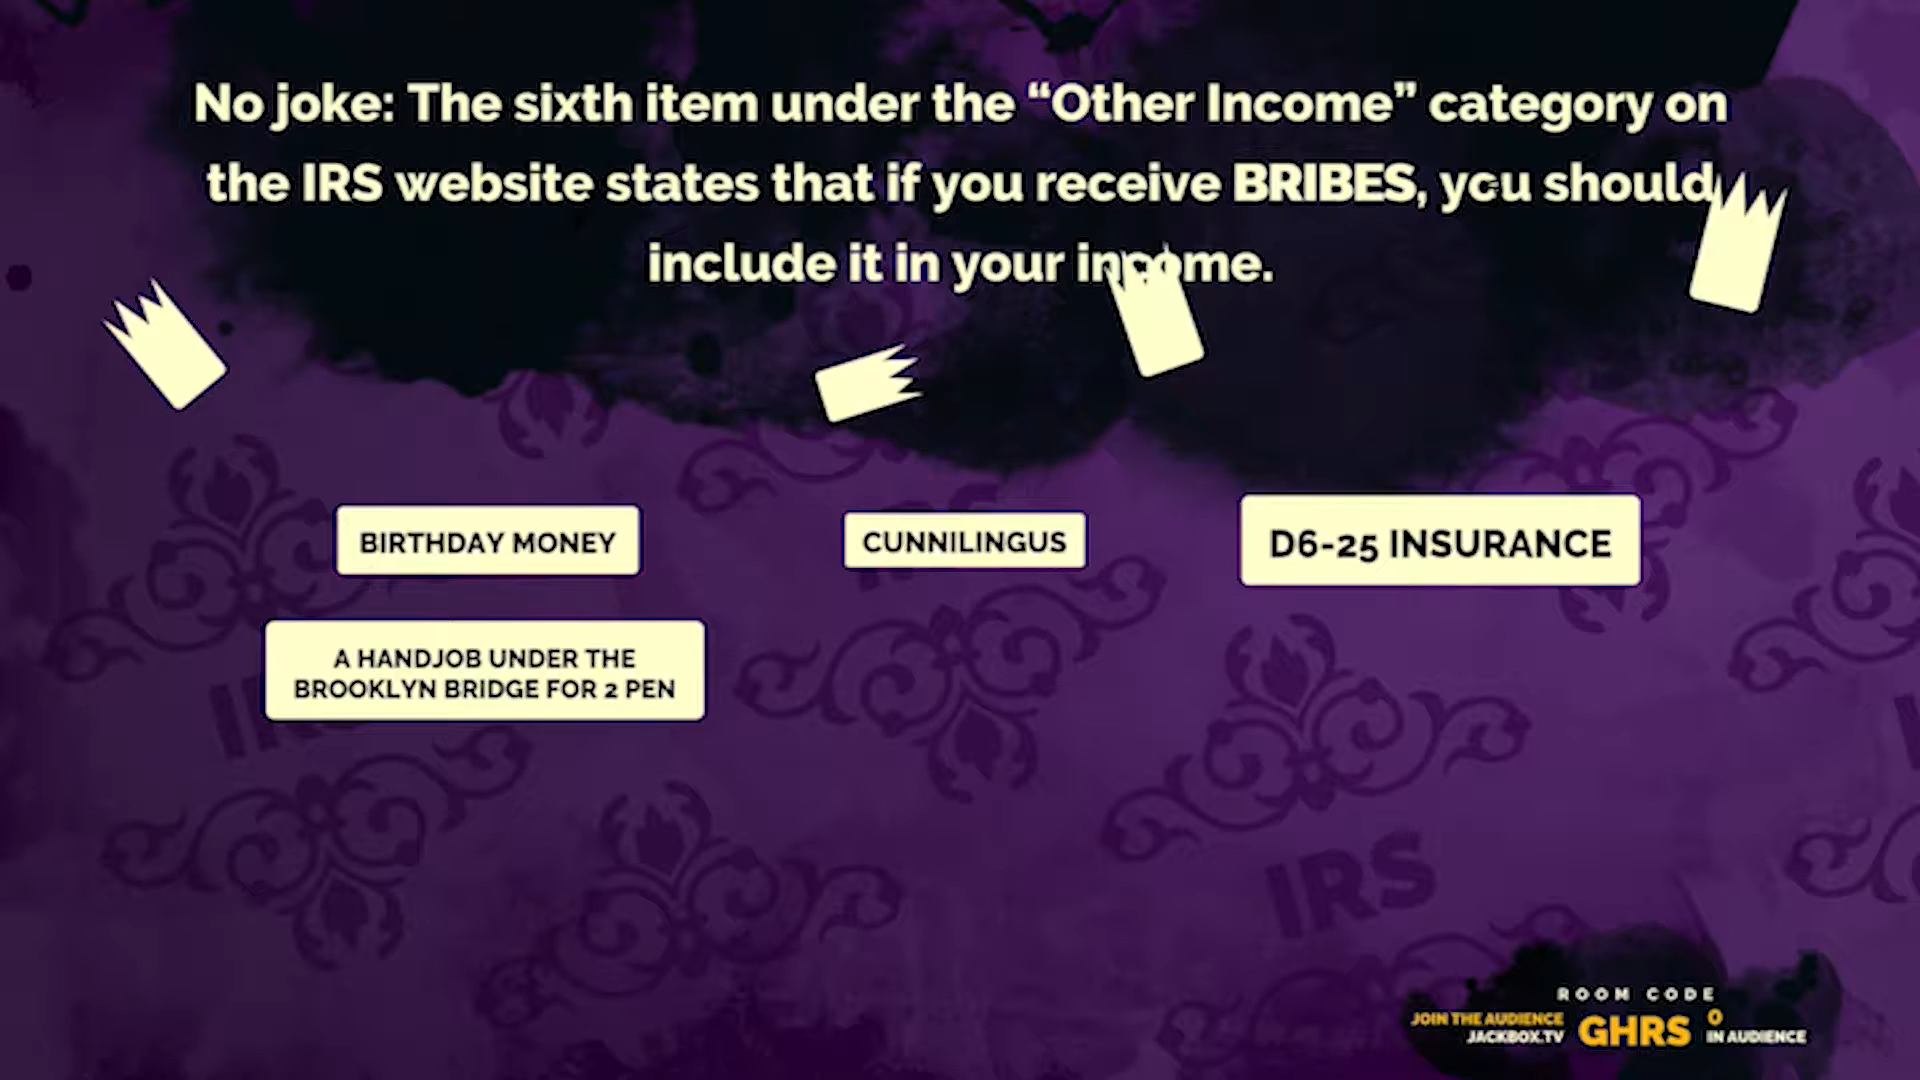 No joke: The sixth item under the “Other Income” category on
the IRS website states that if you receive BRIBES, you should
include it in your income.
BIRTHDAY MONEY
CUNNILINGUS
D6-25 INSURANCE
A HANDJOB UNDER THE
BROOKLYN BRIDGE FOR 2 PEN
IRS
IRS
ROOM CODE
JOIN THE AUDIENCE
JACKBOX.TV
GHRS
0
IN AUDIENCE